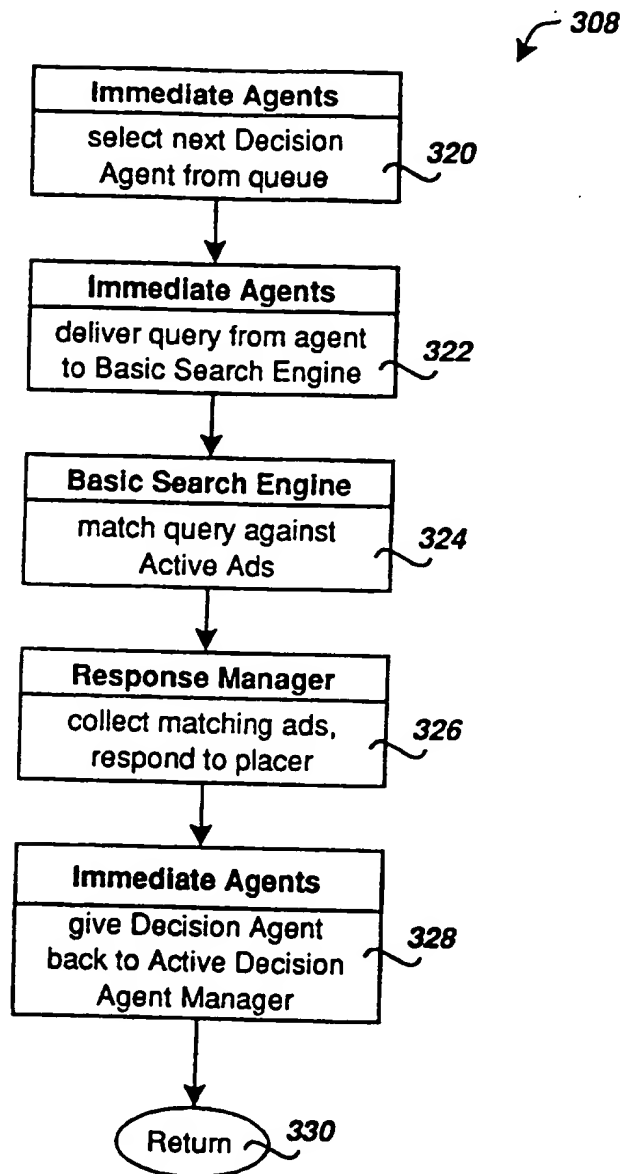 308
Immediate Agents
select next Decision
Agent from queue
320
Immediate Agents
deliver query from agent
to Basic Search Engine
322
Basic Search Engine
match query against
Active Ads
324
Response Manager
collect matching ads,
respond to placer
326
Immediate Agents
give Decision Agent
back to Active Decision
Agent Manager
328
Return
330